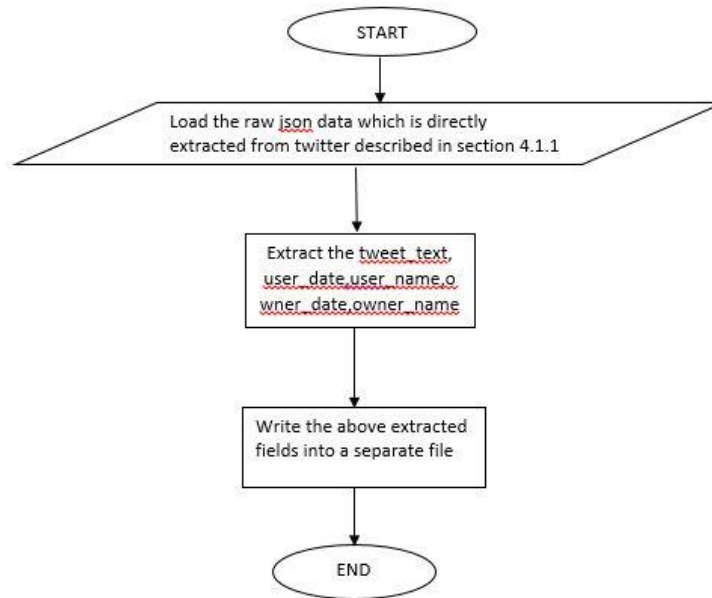 START
Load the raw json data which is directly
extracted from twitter described in section 4.1.1
Extract the tweet_text,
user_date,user_name,o
wner_date,owner_name
Write the above extracted
fields into a separate file
END